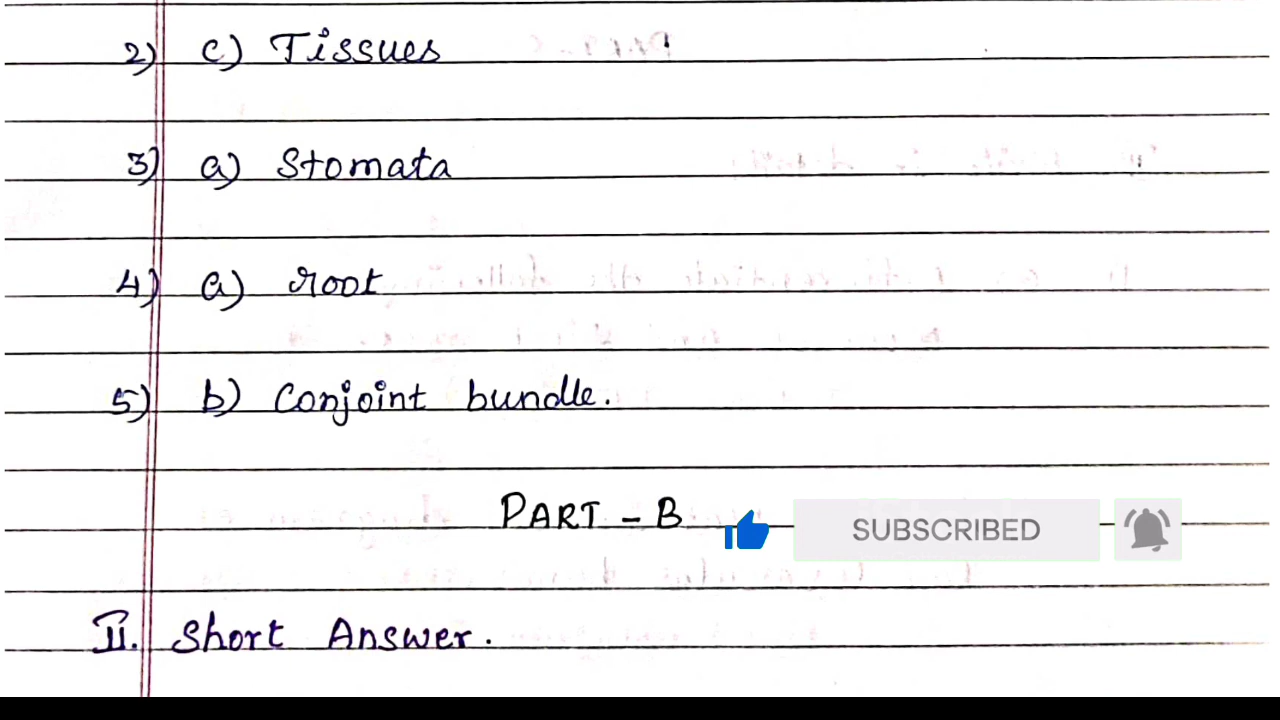 2) c) Tissues
3) a) Stomata
4) a) root
5) b) Conjoint bundle.
PART - B
SUBSCRIBED
II. Short Answer.